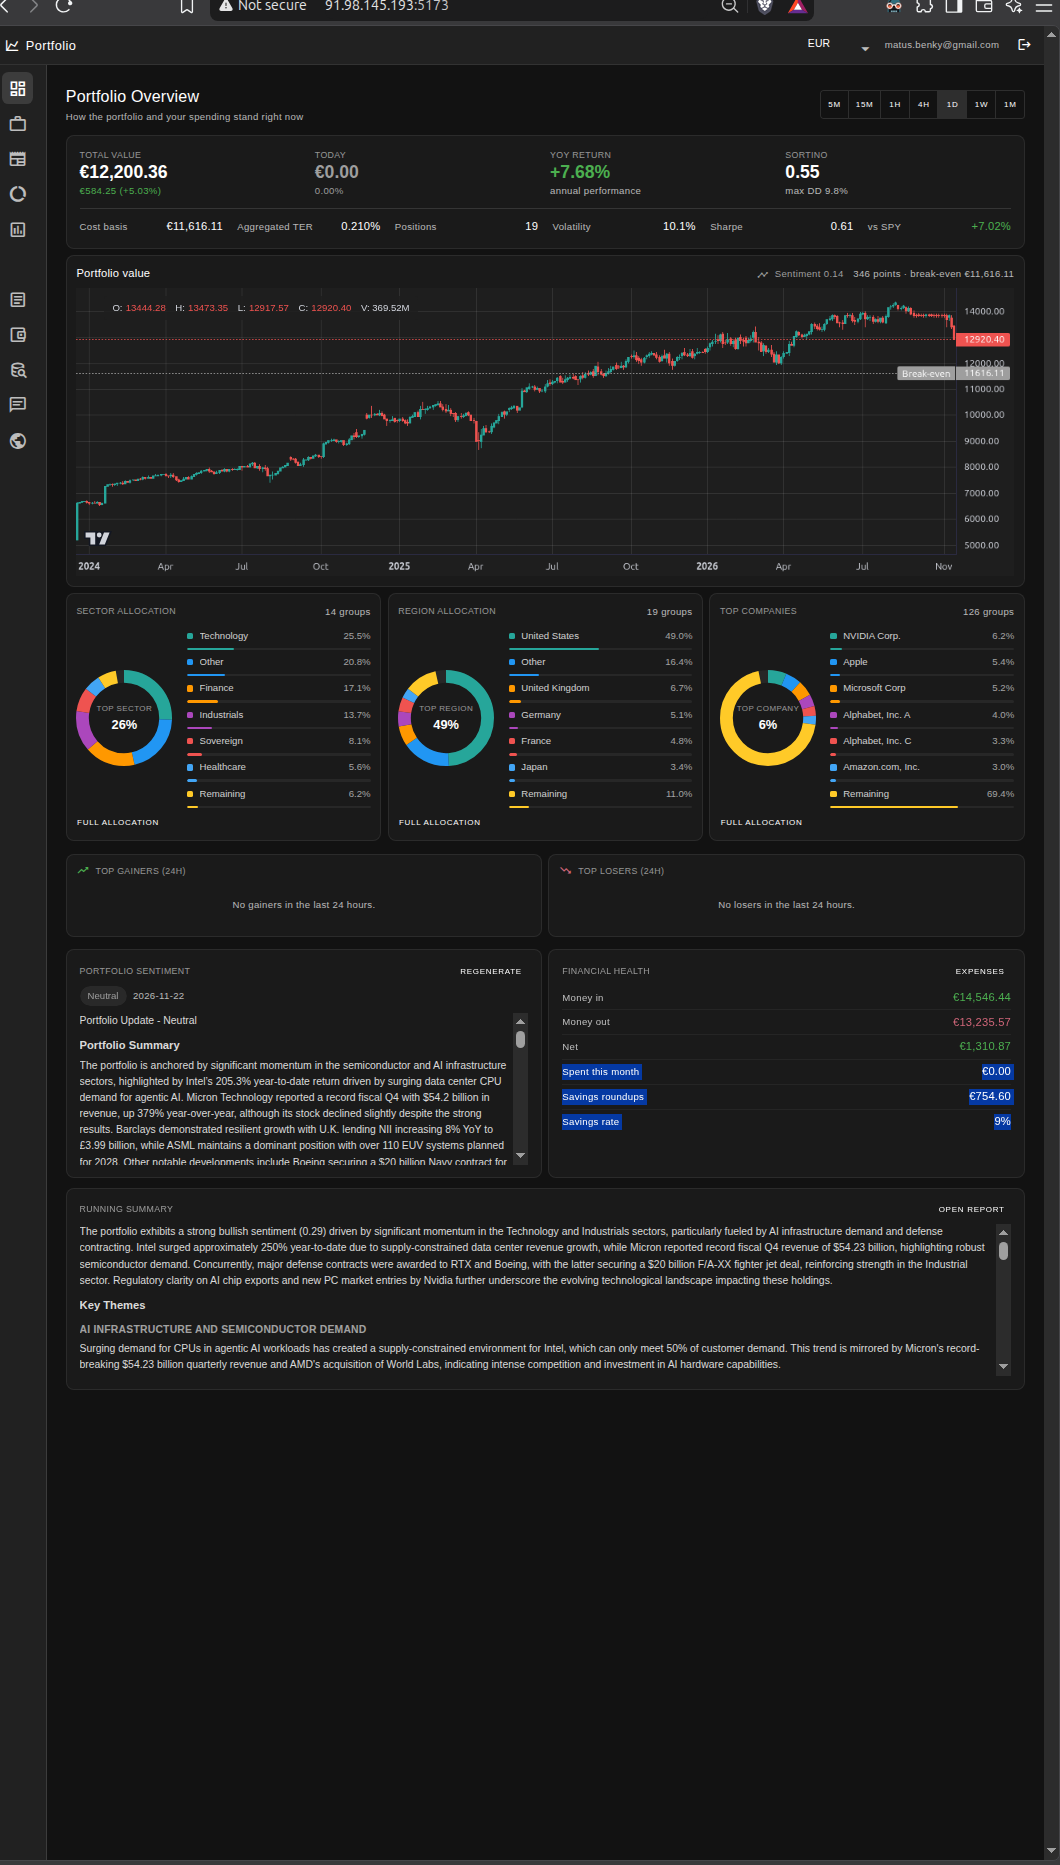 Not secure 91.98.145.193:5173
Portfolio
EUR
matus.benky@gmail.com
Portfolio Overview
How the portfolio and your spending stand right now
5M 15M 1H 4H 1D 1W 1M
TOTAL VALUE TODAY YOY RETURN SORTINO
€12,200.36 €0.00 +7.68% 0.55
€584.25 (+5.03%) 0.00% annual performance max DD 9.8%
Cost basis €11,616.11 Aggregated TER 0.210% Positions 19 Volatility 10.1% Sharpe 0.61 vs SPY +7.02%
Portfolio value
Sentiment 0.14 346 points · break-even €11,616.11
O: 13444.28 H: 13473.35 L: 12917.57 C: 12920.40 V: 369.52M
14000.00
12920.40
12000.00
Break-even 11616.11
11000.00
10000.00
9000.00
8000.00
7000.00
6000.00
5000.00
2024 Apr Jul Oct 2025 Apr Jul Oct 2026 Apr Jul Nov
SECTOR ALLOCATION 14 groups
TOP SECTOR
26%
Technology 25.5%
Other 20.8%
Finance 17.1%
Industrials 13.7%
Sovereign 8.1%
Healthcare 5.6%
Remaining 6.2%
FULL ALLOCATION
REGION ALLOCATION 19 groups
TOP REGION
49%
United States 49.0%
Other 16.4%
United Kingdom 6.7%
Germany 5.1%
France 4.8%
Japan 3.4%
Remaining 11.0%
FULL ALLOCATION
TOP COMPANIES 126 groups
TOP COMPANY
6%
NVIDIA Corp. 6.2%
Apple 5.4%
Microsoft Corp 5.2%
Alphabet, Inc. A 4.0%
Alphabet, Inc. C 3.3%
Amazon.com, Inc. 3.0%
Remaining 69.4%
FULL ALLOCATION
TOP GAINERS (24H)
No gainers in the last 24 hours.
TOP LOSERS (24H)
No losers in the last 24 hours.
PORTFOLIO SENTIMENT REGENERATE
Neutral 2026-11-22
Portfolio Update - Neutral
Portfolio Summary
The portfolio is anchored by significant momentum in the semiconductor and AI infrastructure
sectors, highlighted by Intel's 205.3% year-to-date return driven by surging data center CPU
demand for agentic AI. Micron Technology reported a record fiscal Q4 with $54.2 billion in
revenue, up 379% year-over-year, although its stock declined slightly despite the strong
results. Barclays demonstrated resilient growth with U.K. lending NII increasing 8% YoY to
£3.99 billion, while ASML maintains a dominant position with over 110 EUV systems planned
for 2028. Other notable developments include Boeing securing a $20 billion Navy contract for
FINANCIAL HEALTH EXPENSES
Money in €14,546.44
Money out €13,235.57
Net €1,310.87
Spent this month €0.00
Savings roundups €754.60
Savings rate 9%
RUNNING SUMMARY OPEN REPORT
The portfolio exhibits a strong bullish sentiment (0.29) driven by significant momentum in the Technology and Industrials sectors, particularly fueled by AI infrastructure demand and defense
contracting. Intel surged approximately 250% year-to-date due to supply-constrained data center revenue growth, while Micron reported record fiscal Q4 revenue of $54.23 billion, highlighting robust
semiconductor demand. Concurrently, major defense contracts were awarded to RTX and Boeing, with the latter securing a $20 billion F/A-XX fighter jet deal, reinforcing strength in the Industrial
sector. Regulatory clarity on AI chip exports and new PC market entries by Nvidia further underscore the evolving technological landscape impacting these holdings.
Key Themes
AI INFRASTRUCTURE AND SEMICONDUCTOR DEMAND
Surging demand for CPUs in agentic AI workloads has created a supply-constrained environment for Intel, which can only meet 50% of customer demand. This trend is mirrored by Micron's record-
breaking $54.23 billion quarterly revenue and AMD's acquisition of World Labs, indicating intense competition and investment in AI hardware capabilities.